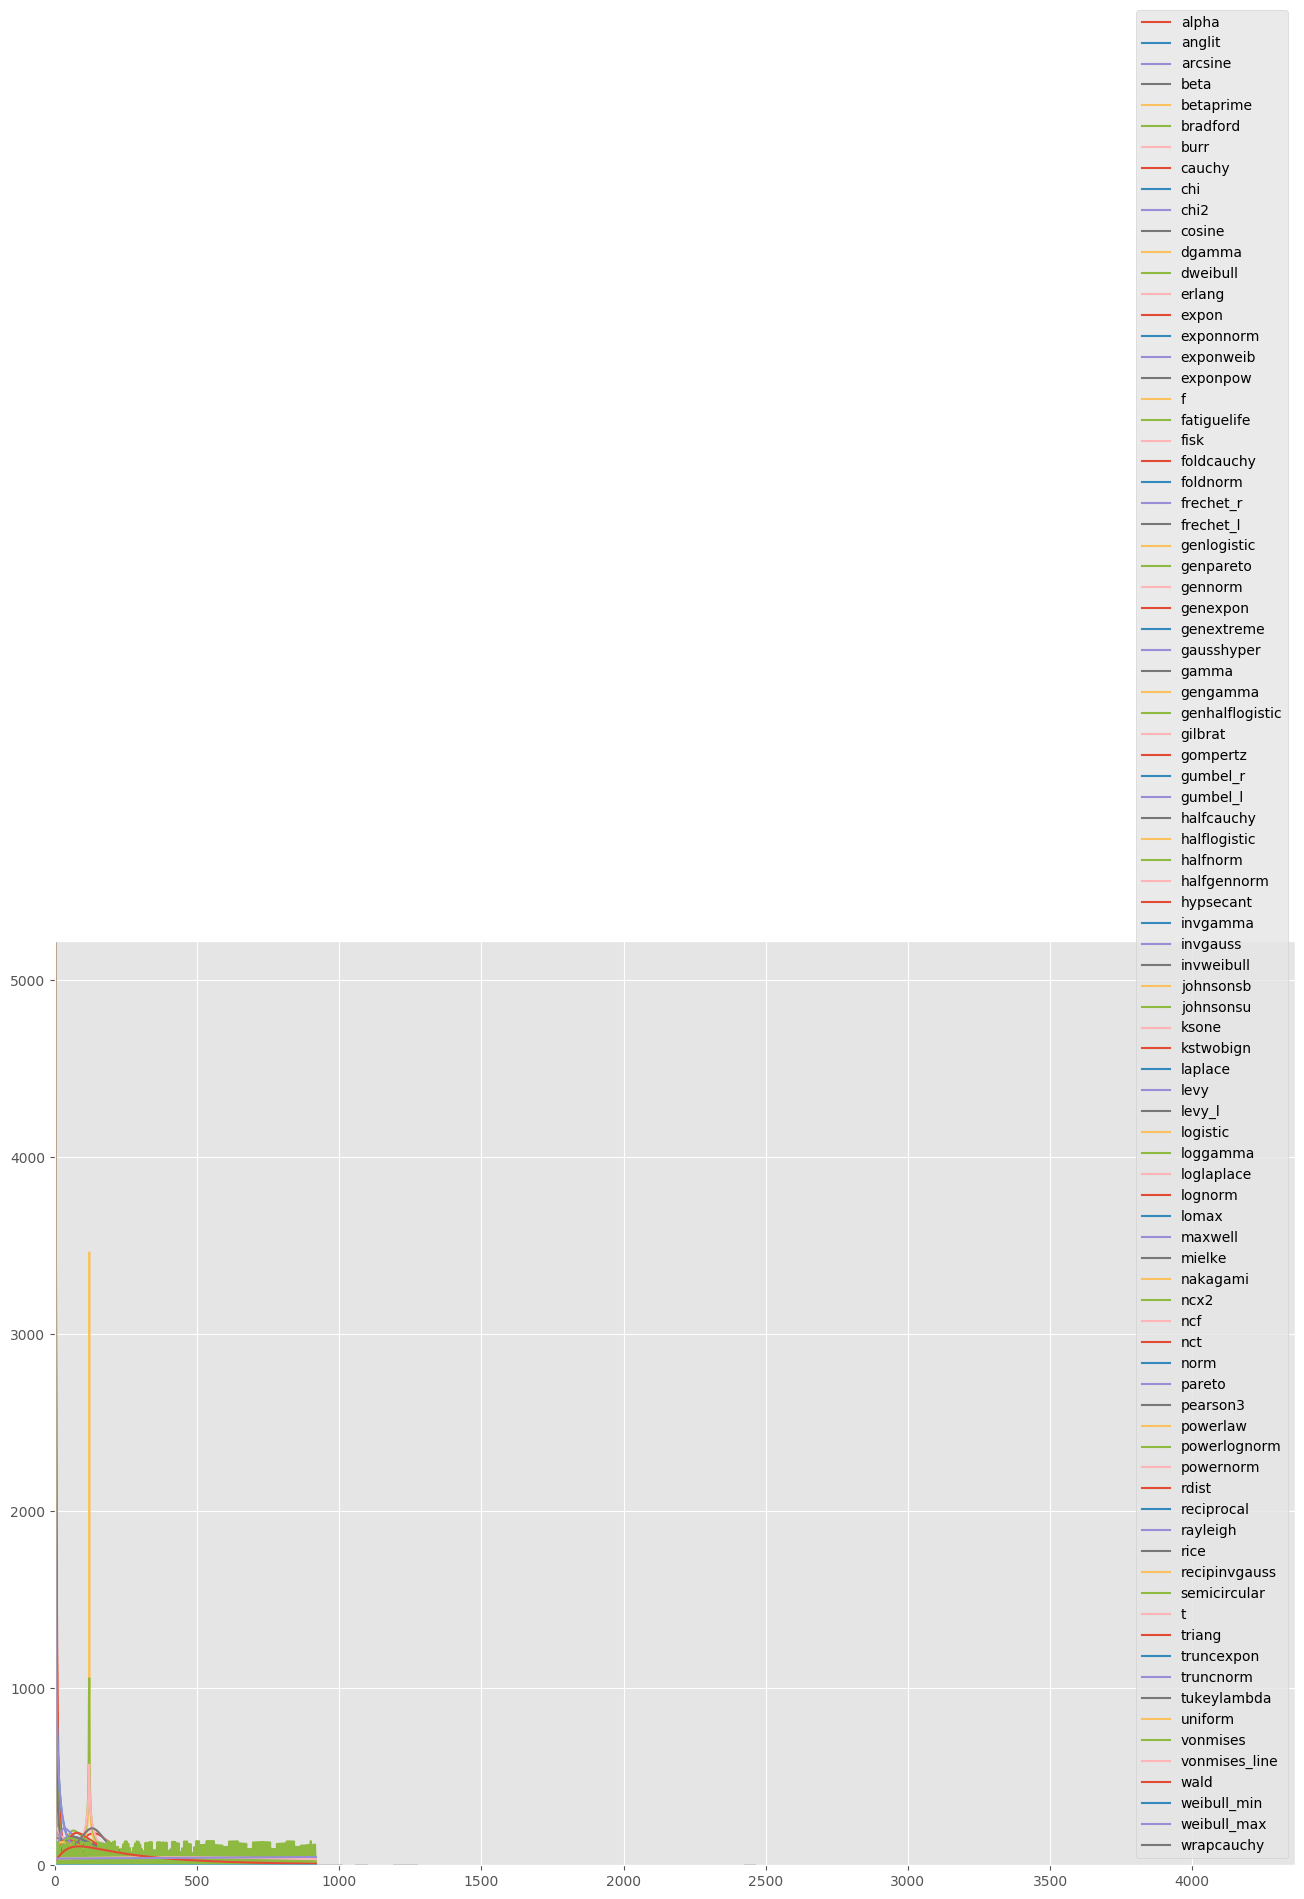 alpha
anglit
arcsine
beta
betaprime
bradford
burr
cauchy
chi
chi2
cosine
dgamma
dweibull
erlang
expon
exponnorm
exponweib
exponpow
f
fatiguelife
fisk
foldcauchy
foldnorm
frechet_r
frechet_l
genlogistic
genpareto
gennorm
genexpon
genextreme
gausshyper
gamma
gengamma
genhalflogistic
gilbrat
gompertz
gumbel_r
gumbel_l
halfcauchy
halflogistic
halfnorm
halfgennorm
hypsecant
invgamma
invgauss
invweibull
johnsonsb
johnsonsu
ksone
kstwobign
laplace
levy
levy_l
logistic
loggamma
loglaplace
lognorm
lomax
maxwell
mielke
nakagami
ncx2
ncf
nct
norm
pareto
pearson3
powerlaw
powerlognorm
powernorm
rdist
reciprocal
rayleigh
rice
recipinvgauss
semicircular
t
triang
truncexpon
truncnorm
tukeylambda
uniform
vonmises
vonmises_line
wald
weibull_min
weibull_max
wrapcauchy
5000
4000
3000
2000
1000
0
0 500 1000 1500 2000 2500 3000 3500 4000